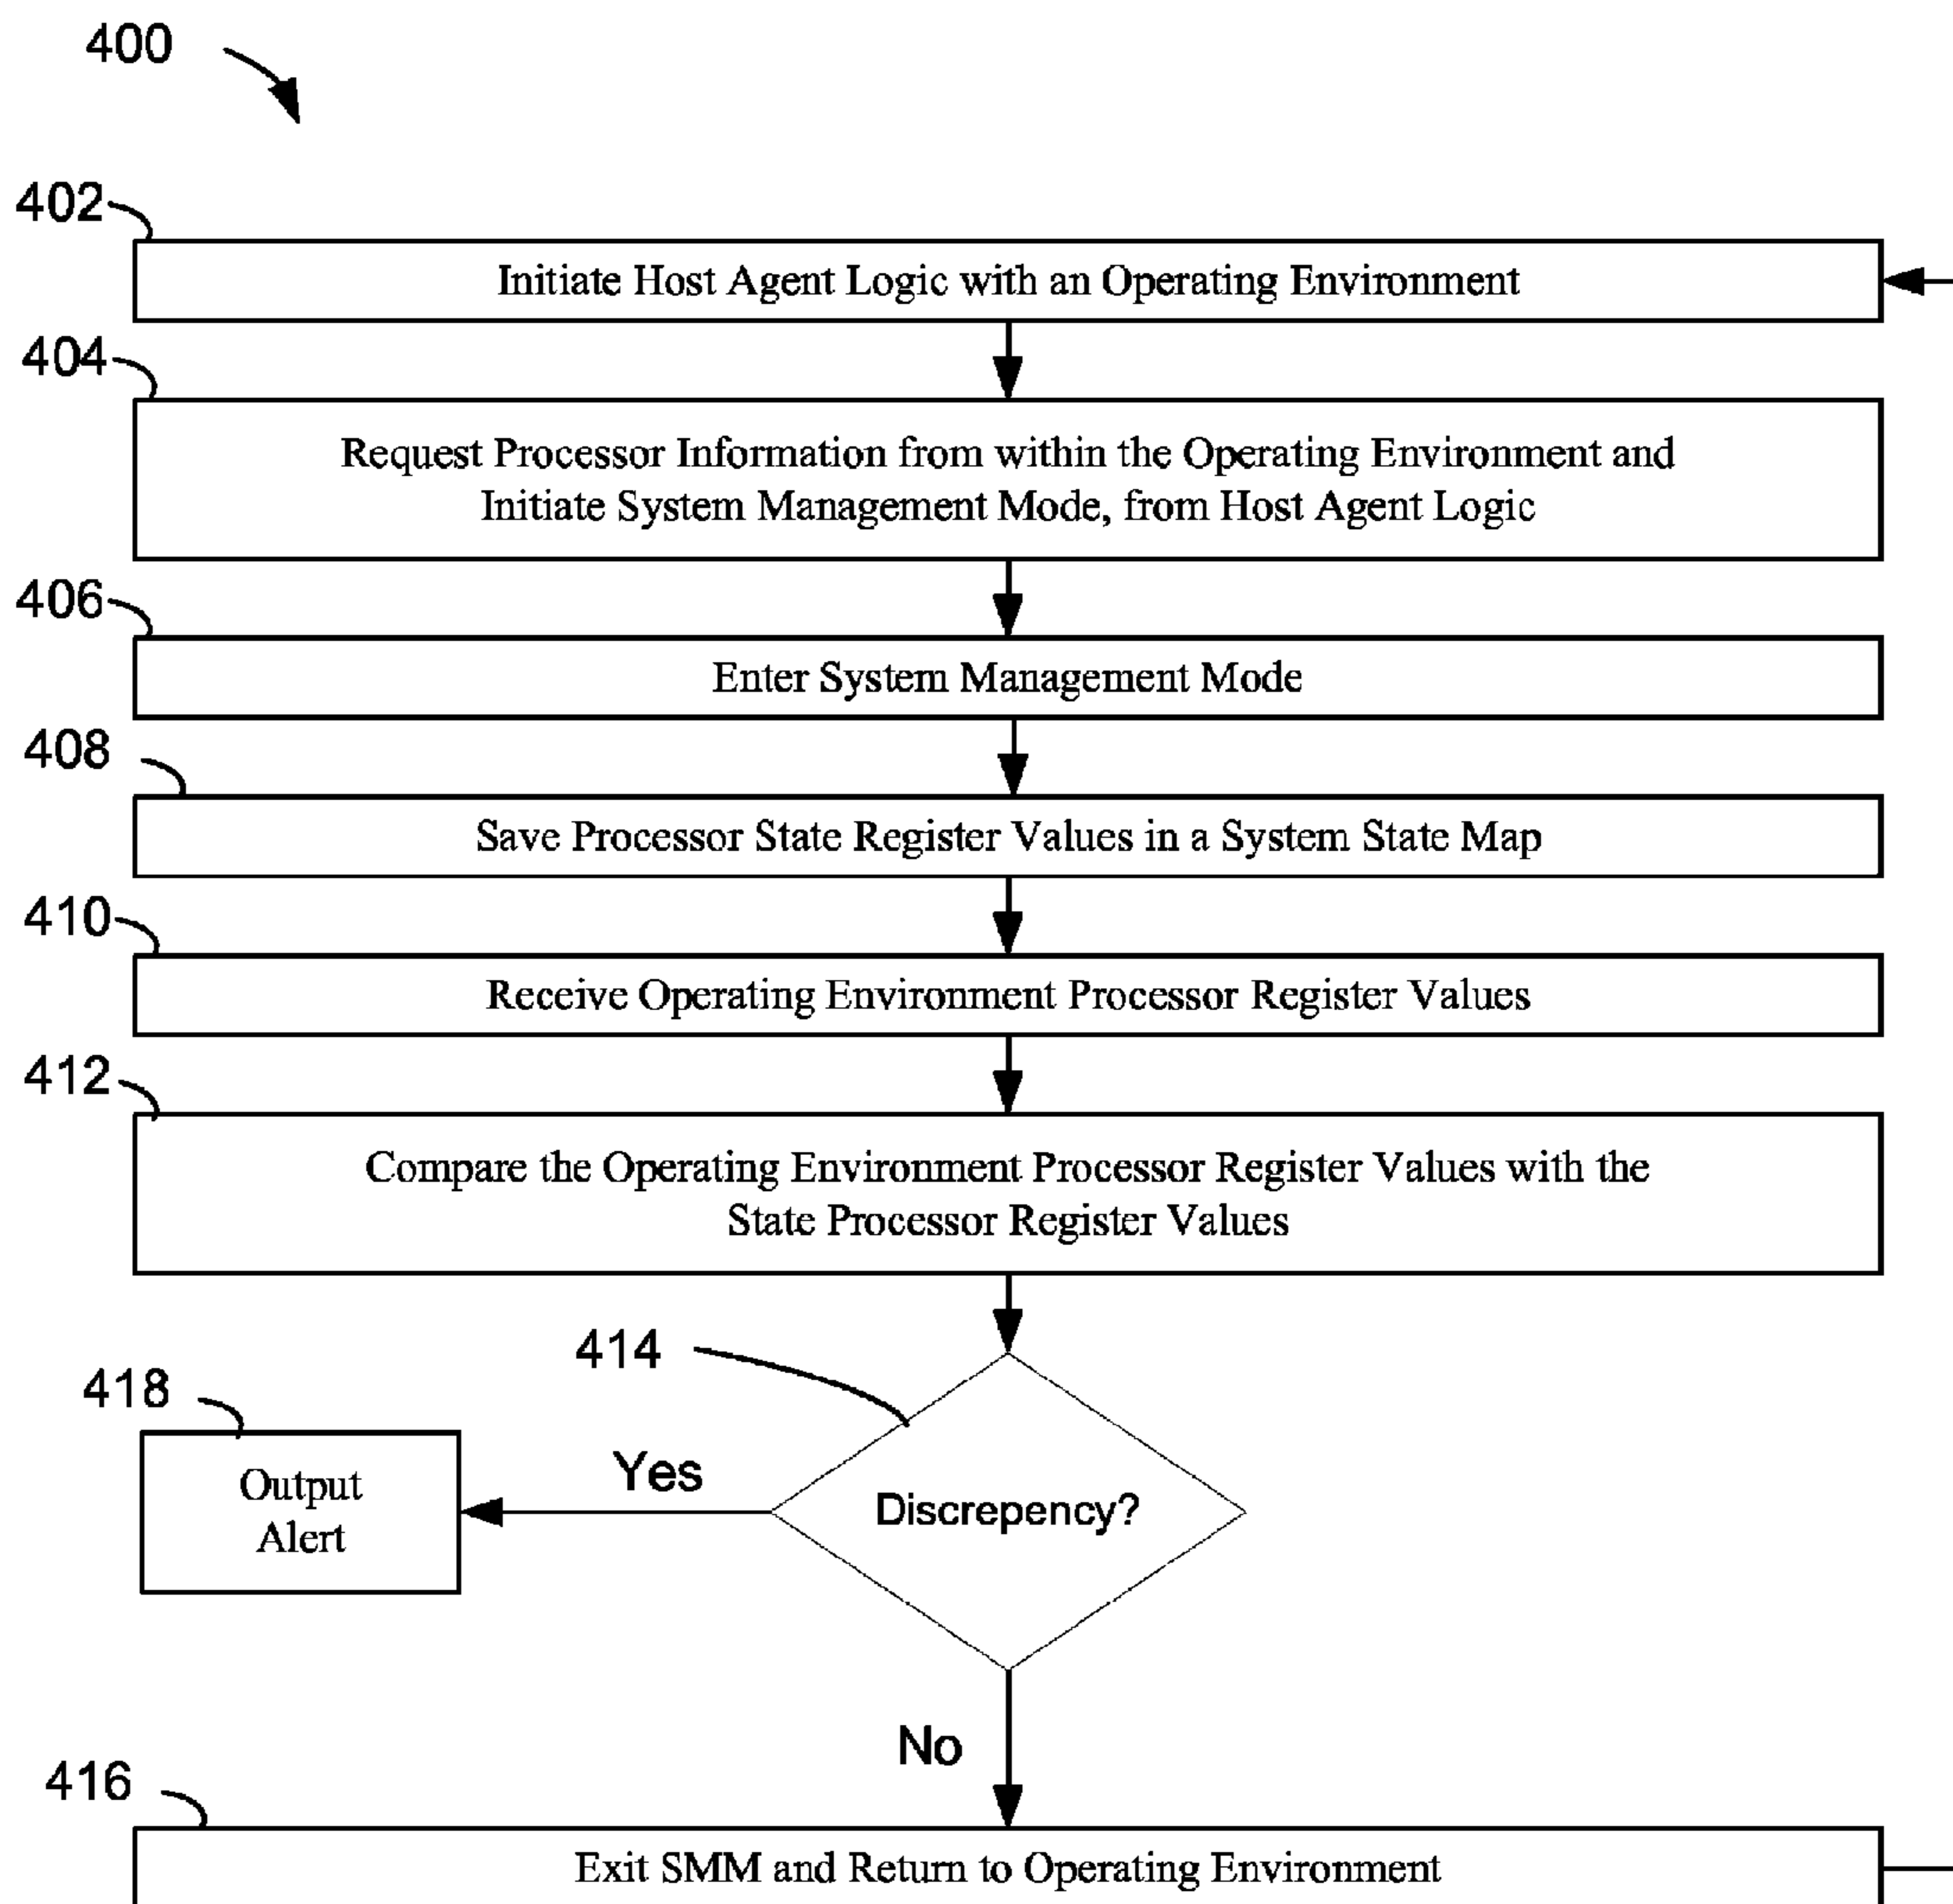 400
402
Initiate Host Agent Logic with an Operating Environment
404
Request Processor Information from within the Operating Environment and
Initiate System Management Mode, from Host Agent Logic
406
Enter System Management Mode
408
Save Processor State Register Values in a System State Map
410
Receive Operating Environment Processor Register Values
412
Compare the Operating Environment Processor Register Values with the
State Processor Register Values
414
418
Yes
Discrepency?
Output
Alert
No
416
Exit SMM and Return to Operating Environment